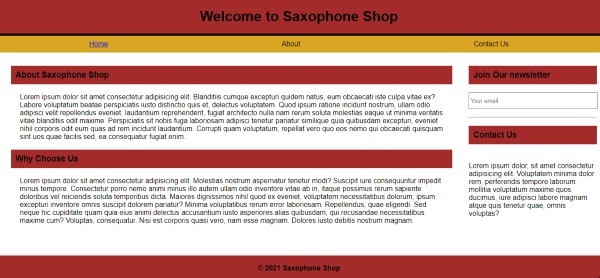 Welcome to Saxophone Shop
Home About Contact Us
About Saxophone Shop
Lorem ipsum dolor sit amet consectetur adipisicing elit. Blanditiis cumque excepturi quidem natus, eum obcaecati iste culpa vitae ex?
Labore voluptatum beatae perspiciatis iusto distinctio quis et, delectus voluptatem. Quod ipsum ratione incidunt nostrum, ullam odio
adipisci velit repellendus eveniet, laudantium reprehenderit, fugiat architecto nulla nam rerum soluta molestias eaque ut minima veritatis
vitae blanditiis odit maxime. Perspiciatis sit nobis fuga laboriosam adipisci tenetur pariatur similique quia quibusdam excepturi, eveniet
nihil corporis odit eum quas ad rem incidunt laudantium. Corrupti quam voluptatum, repellat vero quo eos nemo qui obcaecati quisquam
sint uos quae facilis sed, ea consequatur fugiat enim.
Why Choose Us
Lorem ipsum dolor sit amet consectetur adipisicing elit. Molestias nostrum aspernatur tenetur modi? Suscipit iure consequuntur impedit
minus tempore. Consectetur porro nemo animi minus illo autem ullam odio inventore vitae ab in, itaque possimus rerum sapiente
doloribus vel reiciendis soluta temporibus dicta. Maiores dignissimos nihil quod ex eveniet, voluptatem necessitatibus dolorum, ipsum
excepturi inventore omnis suscipit dolorem pariatur? Minima voluptatibus rerum error laboriosam. Repellendus, quae eligendi. Sed
neque hic cupiditate quam quia eius animi delectus accusantium iusto asperiores alias quibusdam, qui recusandae necessitatibus
maxime cum? Voluptas, consequatur. Nisi est corporis quasi vero, nam esse magnam. Dolores iusto debitis nostrum magnam.
Join Our newsletter
Your email
Contact Us
Lorem ipsum dolor, sit amet consectetur
adipisicing elit. Veniam minima dolor
rem, perferendis tempore laborum
mollitia voluptatum maxime quos
ducimus, iure adipisci labore magnam
atque quis tenetur quae, omnis
voluptas?
© 2021 Saxophone Shop